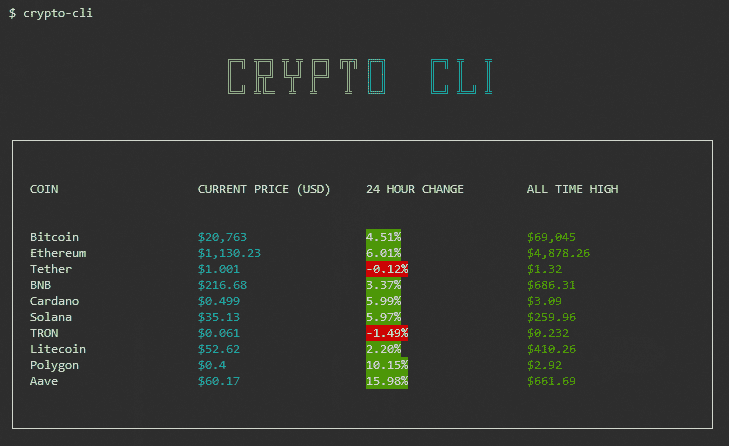 $ crypto-cli
CRYPTO CLI
COIN CURRENT PRICE (USD) 24 HOUR CHANGE ALL TIME HIGH
Bitcoin $20,763 4.51% $69,045
Ethereum $1,130.23 6.01% $4,878.26
Tether $1.001 -0.12% $1.32
BNB $216.68 3.37% $686.31
Cardano $0.499 5.99% $3.09
Solana $35.13 5.97% $259.96
TRON $0.061 -1.49% $0.232
Litecoin $52.62 2.20% $410.26
Polygon $0.4 10.15% $2.92
Aave $60.17 15.98% $661.69